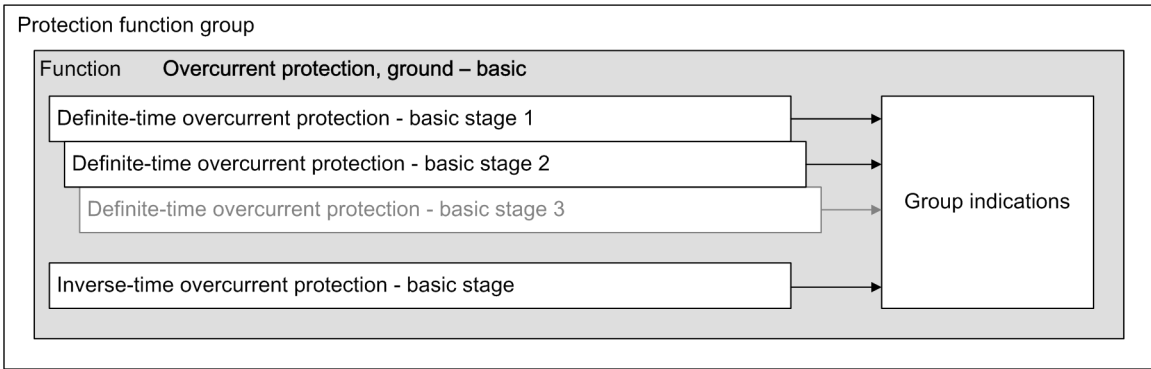 Protection function group
Function Overcurrent protection, ground – basic
Definite-time overcurrent protection - basic stage 1
Definite-time overcurrent protection - basic stage 2
Definite-time overcurrent protection - basic stage 3
Group indications
Inverse-time overcurrent protection - basic stage